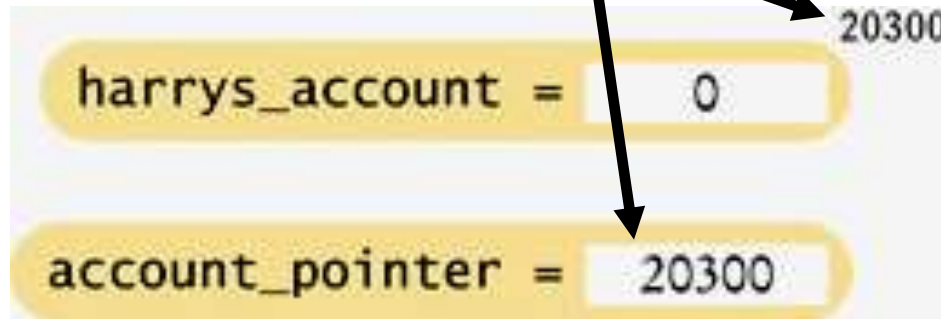 20300
harrys_account = 0
account_pointer = 20300